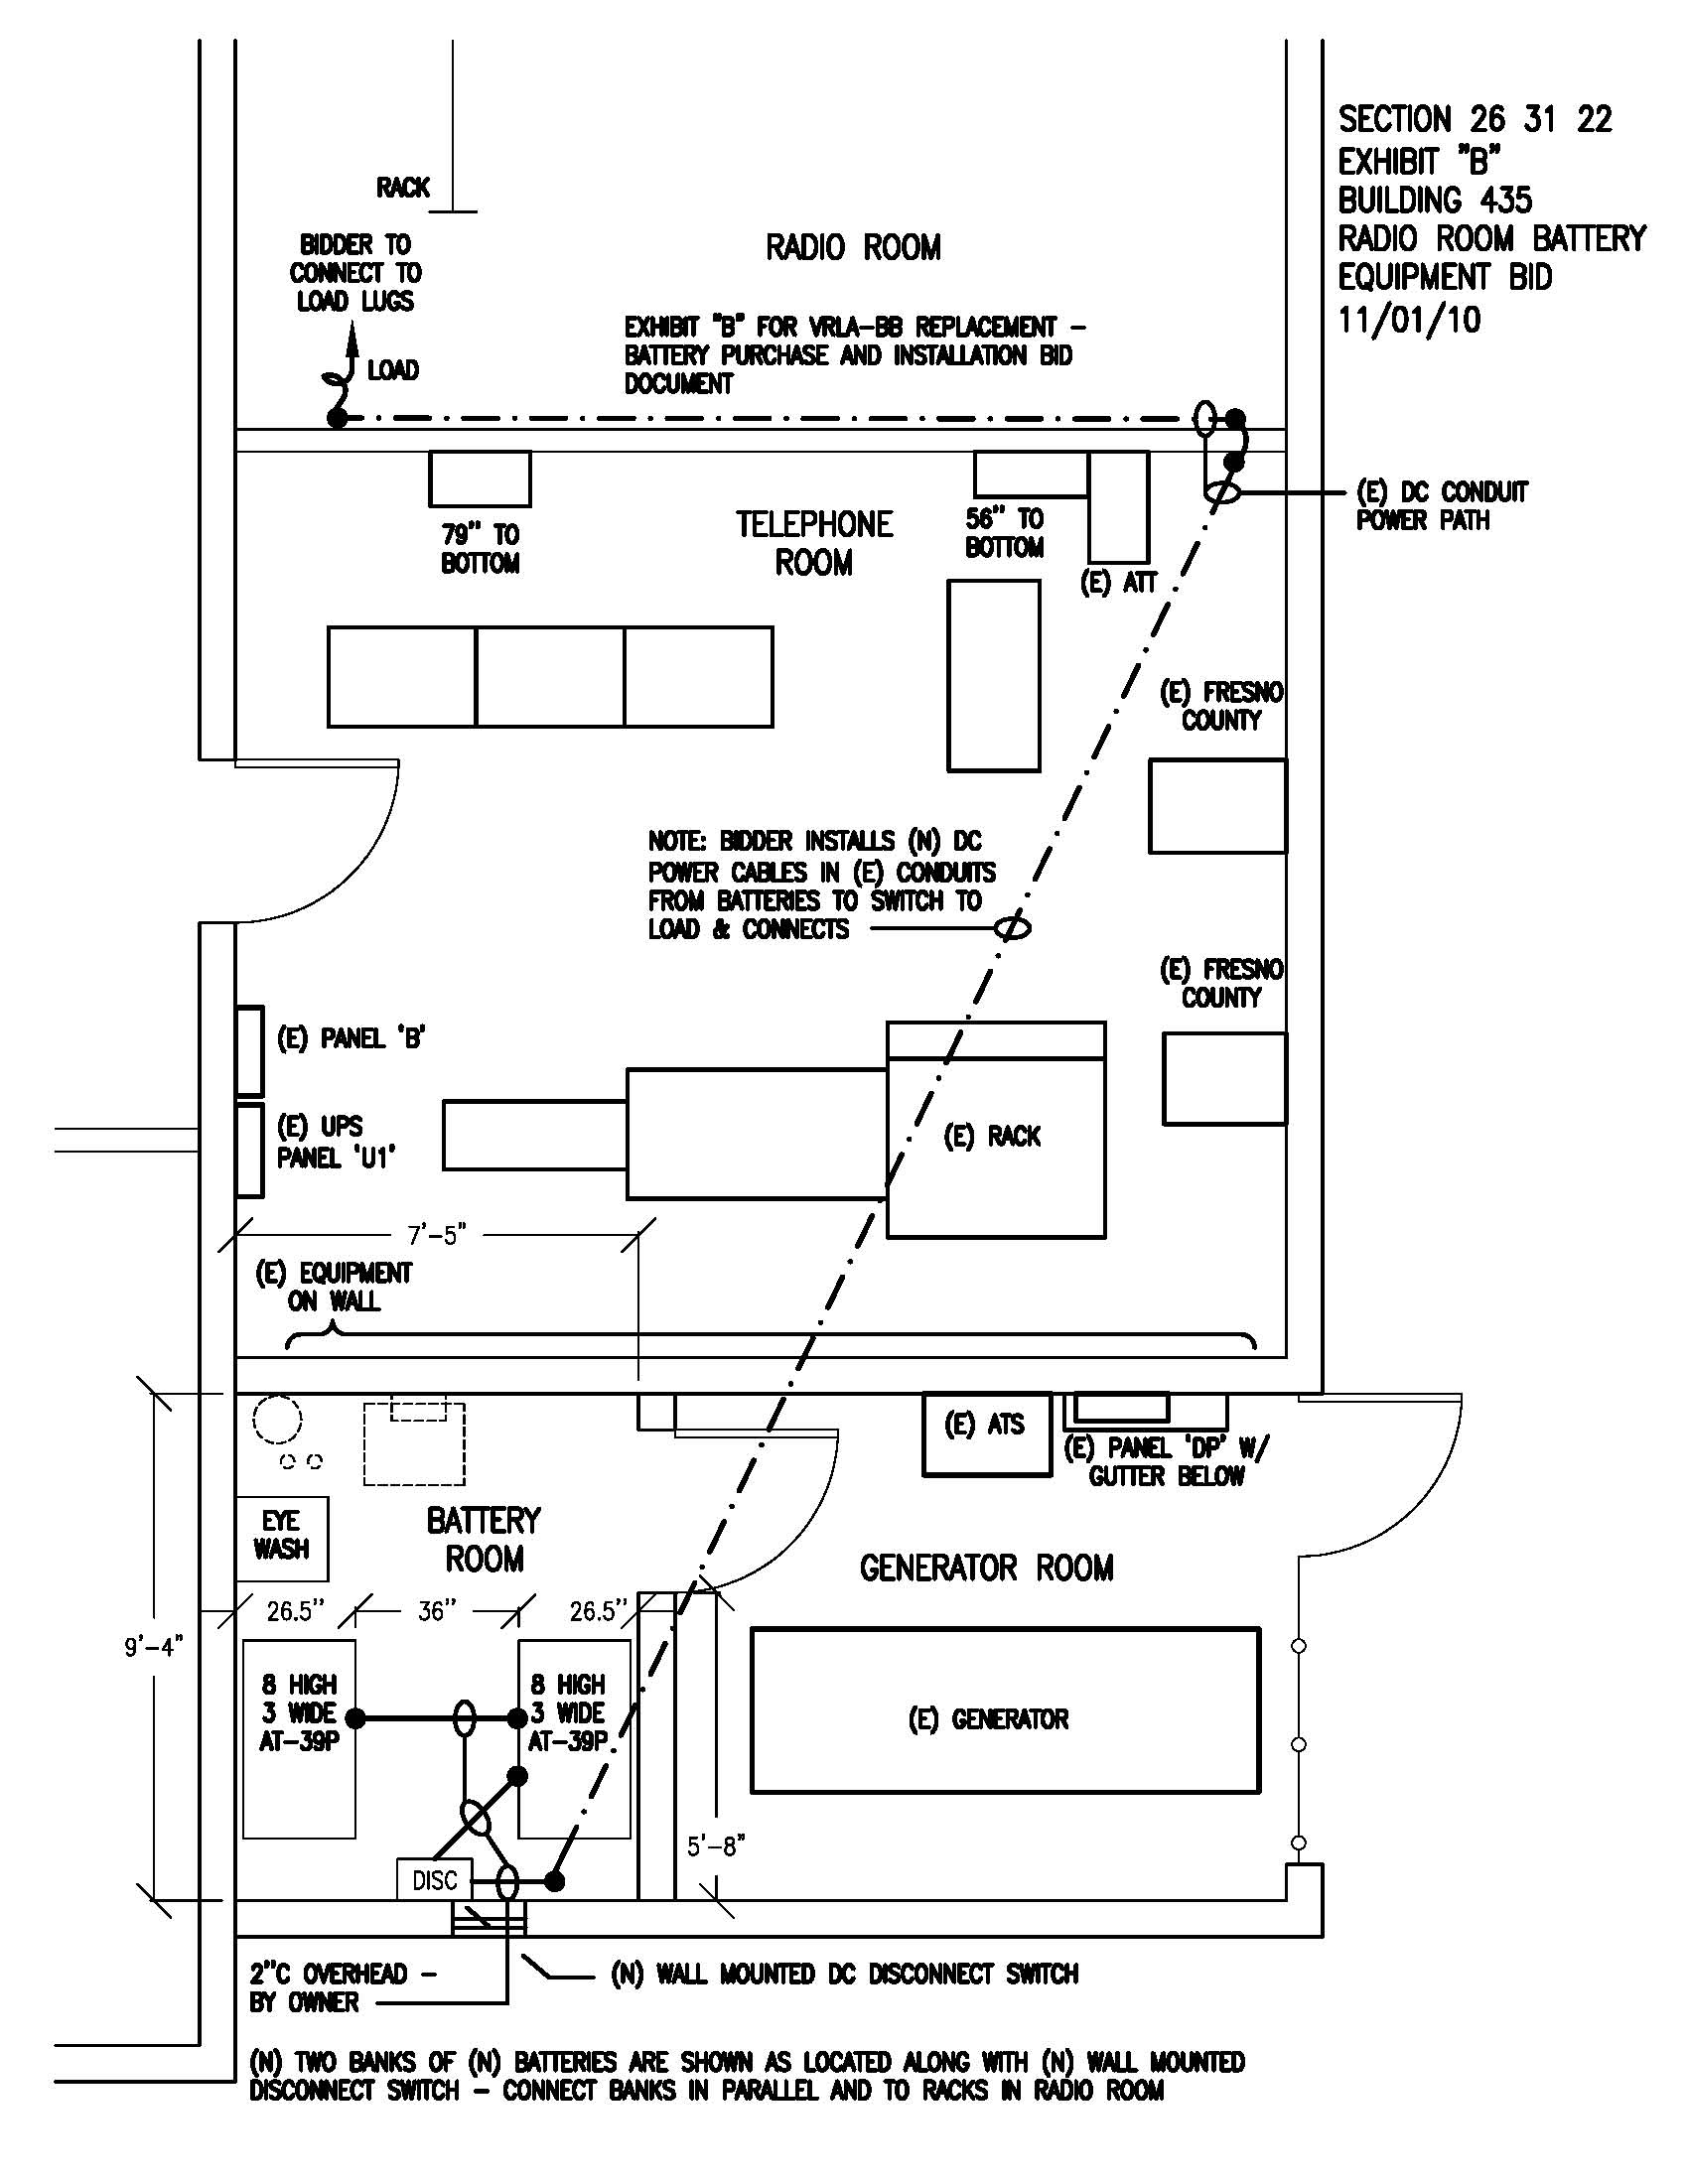 SECTION 26 31 22
EXHIBIT "B"
BUILDING 435
RADIO ROOM BATTERY
EQUIPMENT BID
11/01/10
RACK
BIDDER TO
CONNECT TO
LOAD LUGS
LOAD
RADIO ROOM
EXHIBIT "B" FOR VRLA-BB REPLACEMENT -
BATTERY PURCHASE AND INSTALLATION BID
DOCUMENT
(E) DC CONDUIT
POWER PATH
79" TO
BOTTOM
TELEPHONE
ROOM
56" TO
BOTTOM
(E) ATT
(E) FRESNO
COUNTY
NOTE: BIDDER INSTALLS (N) DC
POWER CABLES IN (E) CONDUITS
FROM BATTERIES TO SWITCH TO
LOAD & CONNECTS
(E) FRESNO
COUNTY
(E) PANEL 'B'
(E) UPS
PANEL 'U1'
(E) RACK
7'-5"
(E) EQUIPMENT
ON WALL
(E) ATS
(E) PANEL 'DP' W/
GUTTER BELOW
EYE
WASH
BATTERY
ROOM
GENERATOR ROOM
26.5"
36"
26.5"
9'-4"
8 HIGH
3 WIDE
AT-39P
8 HIGH
3 WIDE
AT-39P
(E) GENERATOR
5'-8"
DISC
2"C OVERHEAD -
BY OWNER
(N) WALL MOUNTED DC DISCONNECT SWITCH
(N) TWO BANKS OF (N) BATTERIES ARE SHOWN AS LOCATED ALONG WITH (N) WALL MOUNTED
DISCONNECT SWITCH - CONNECT BANKS IN PARALLEL AND TO RACKS IN RADIO ROOM